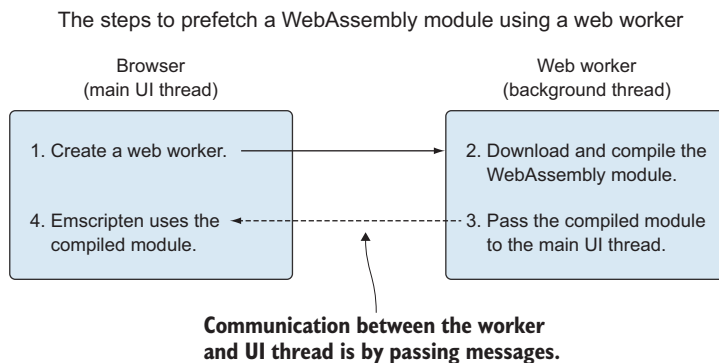 The steps to prefetch a WebAssembly module using a web worker
Browser
(main UI thread)
Web worker
(background thread)
1. Create a web worker.
2. Download and compile the
WebAssembly module.
4. Emscripten uses the
compiled module.
3. Pass the compiled module
to the main UI thread.
Communication between the worker
and UI thread is by passing messages.